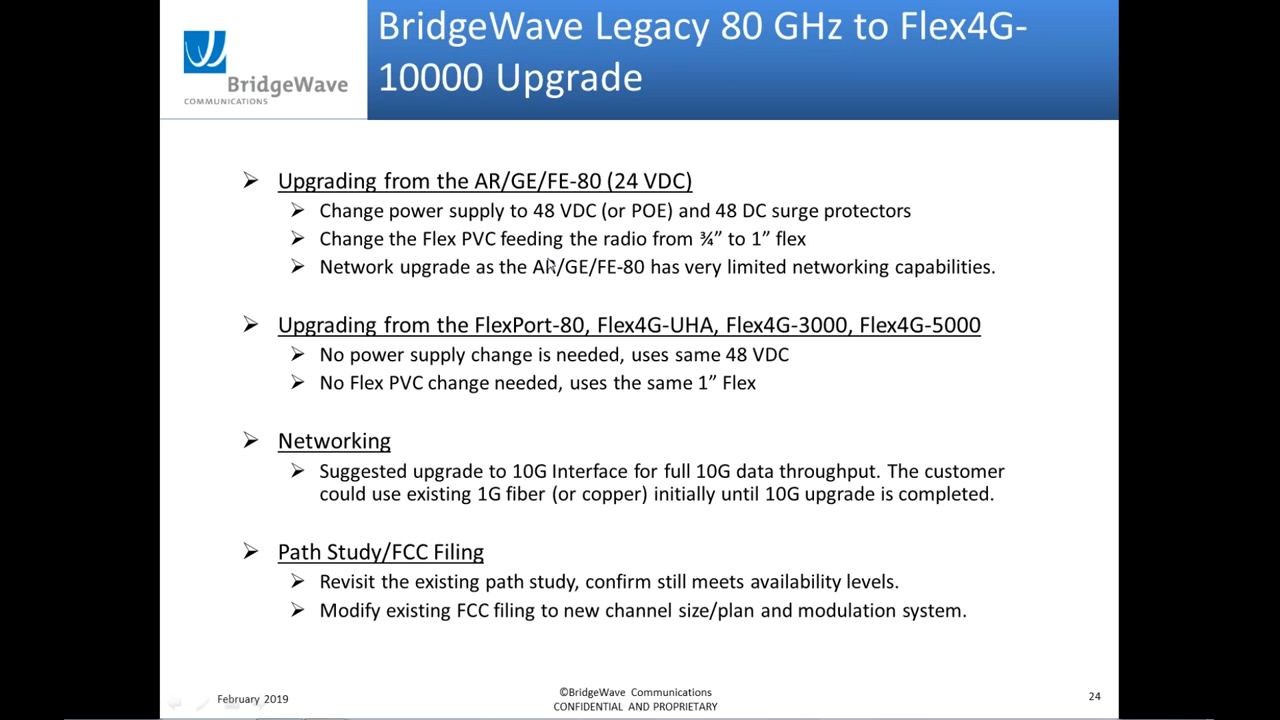 BridgeWave
COMMUNICATIONS
BridgeWave Legacy 80 GHz to Flex4G-
10000 Upgrade
Upgrading from the AR/GE/FE-80 (24 VDC)
Change power supply to 48 VDC (or POE) and 48 DC surge protectors
Change the Flex PVC feeding the radio from ¾” to 1” flex
Network upgrade as the AR/GE/FE-80 has very limited networking capabilities.
Upgrading from the FlexPort-80, Flex4G-UHA, Flex4G-3000, Flex4G-5000
No power supply change is needed, uses same 48 VDC
No Flex PVC change needed, uses the same 1” Flex
Networking
Suggested upgrade to 10G Interface for full 10G data throughput. The customer
could use existing 1G fiber (or copper) initially until 10G upgrade is completed.
Path Study/FCC Filing
Revisit the existing path study, confirm still meets availability levels.
Modify existing FCC filing to new channel size/plan and modulation system.
February 2019
©BridgeWave Communications
CONFIDENTIAL AND PROPRIETARY
24